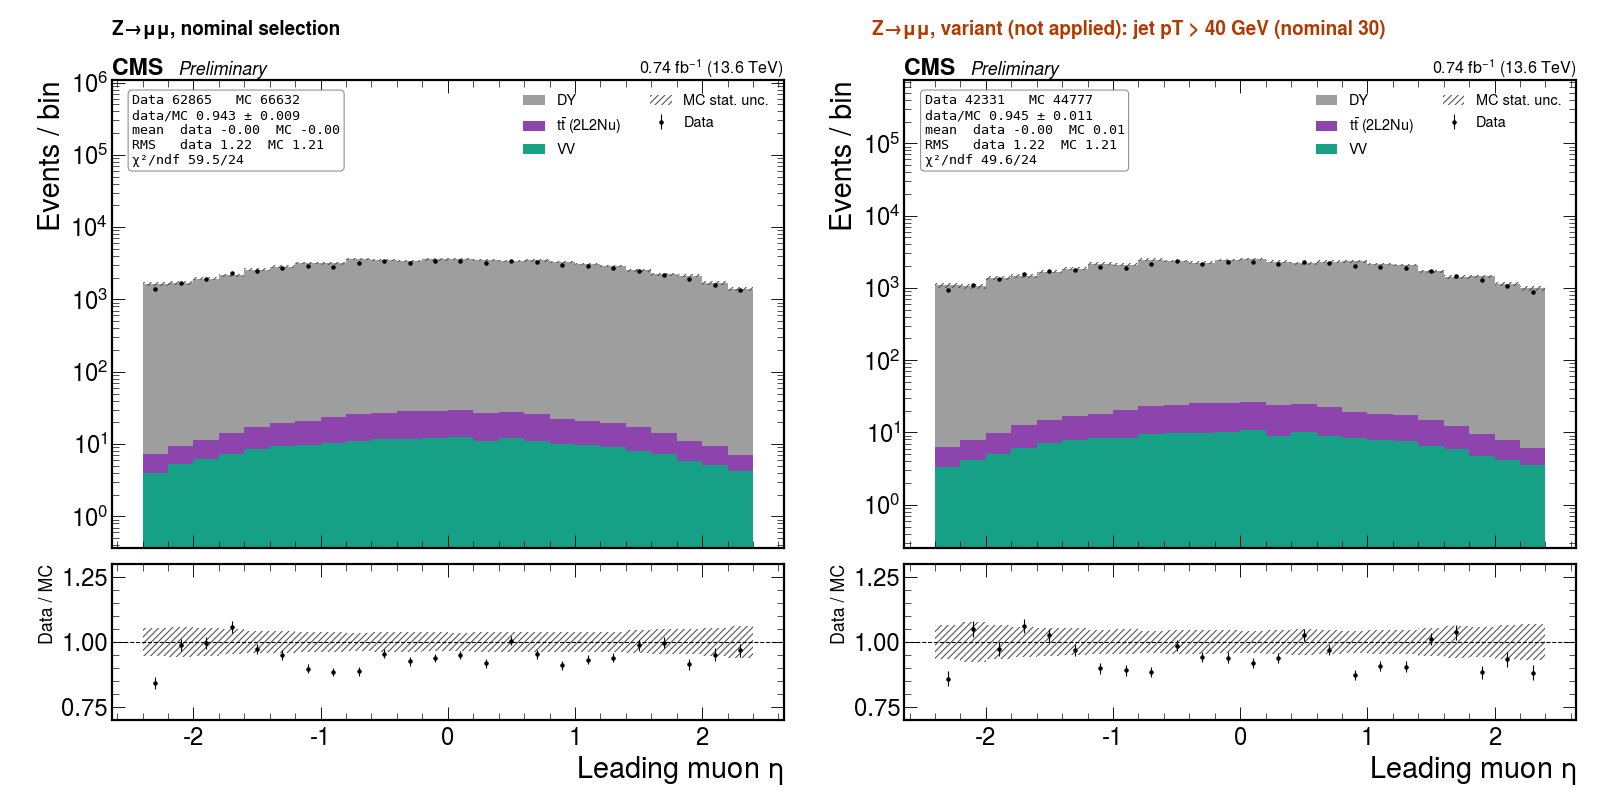 Z→μμ, nominal selection
CMS Preliminary 0.74 fb⁻¹ (13.6 TeV)
Events / bin
10⁶
10⁵
10⁴
10³
10²
10¹
10⁰
Data 62865 MC 66632
data/MC 0.943 ± 0.009
mean data -0.00 MC -0.00
RMS data 1.22 MC 1.21
χ²/ndf 59.5/24
DY
tt̄ (2L2Nu)
VV
MC stat. unc.
Data
Data / MC
1.25
1.00
0.75
-2 -1 0 1 2
Leading muon η
Z→μμ, variant (not applied): jet pT > 40 GeV (nominal 30)
CMS Preliminary 0.74 fb⁻¹ (13.6 TeV)
Events / bin
10⁵
10⁴
10³
10²
10¹
10⁰
Data 42331 MC 44777
data/MC 0.945 ± 0.011
mean data -0.00 MC 0.01
RMS data 1.22 MC 1.21
χ²/ndf 49.6/24
DY
tt̄ (2L2Nu)
VV
MC stat. unc.
Data
Data / MC
1.25
1.00
0.75
-2 -1 0 1 2
Leading muon η